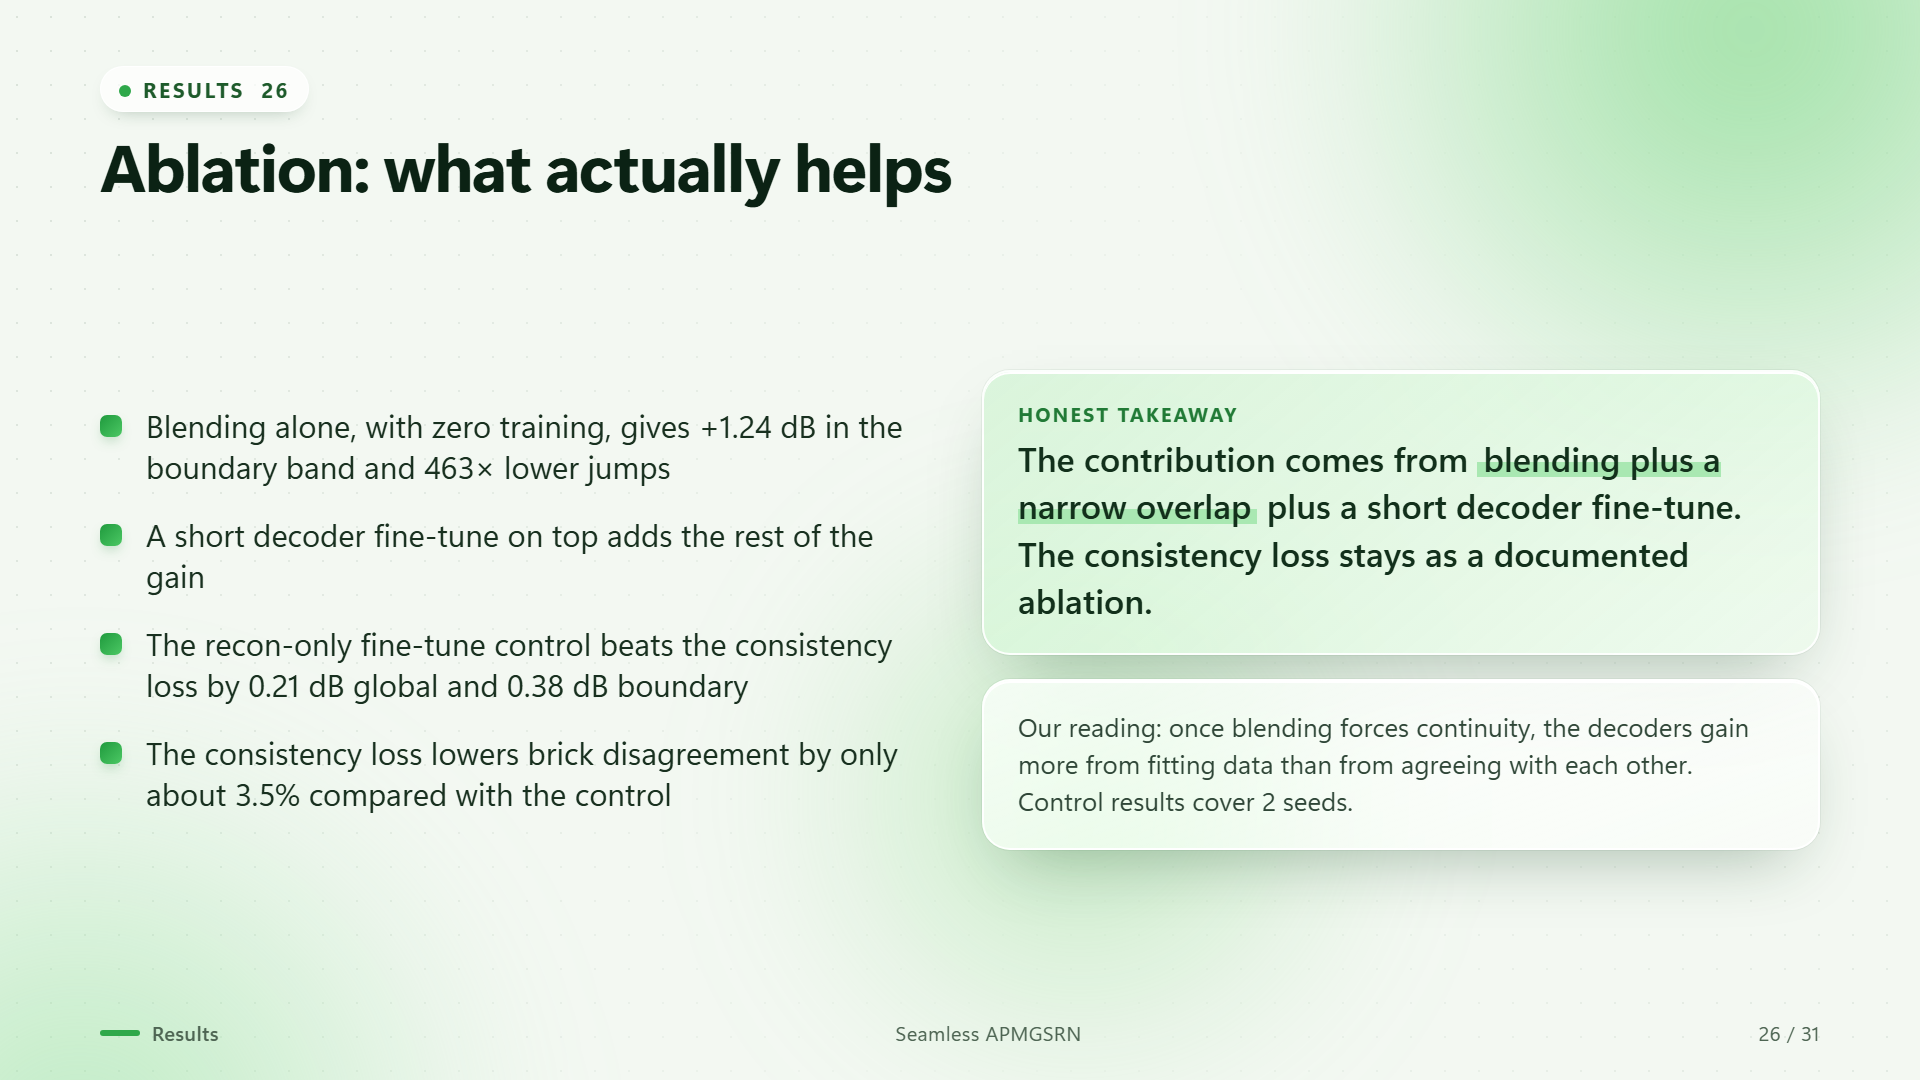 RESULTS 26
Ablation: what actually helps
Blending alone, with zero training, gives +1.24 dB in the
boundary band and 463× lower jumps
A short decoder fine-tune on top adds the rest of the
gain
The recon-only fine-tune control beats the consistency
loss by 0.21 dB global and 0.38 dB boundary
The consistency loss lowers brick disagreement by only
about 3.5% compared with the control
HONEST TAKEAWAY
The contribution comes from blending plus a
narrow overlap plus a short decoder fine-tune.
The consistency loss stays as a documented
ablation.
Our reading: once blending forces continuity, the decoders gain
more from fitting data than from agreeing with each other.
Control results cover 2 seeds.
Results
Seamless APMGSRN
26 / 31